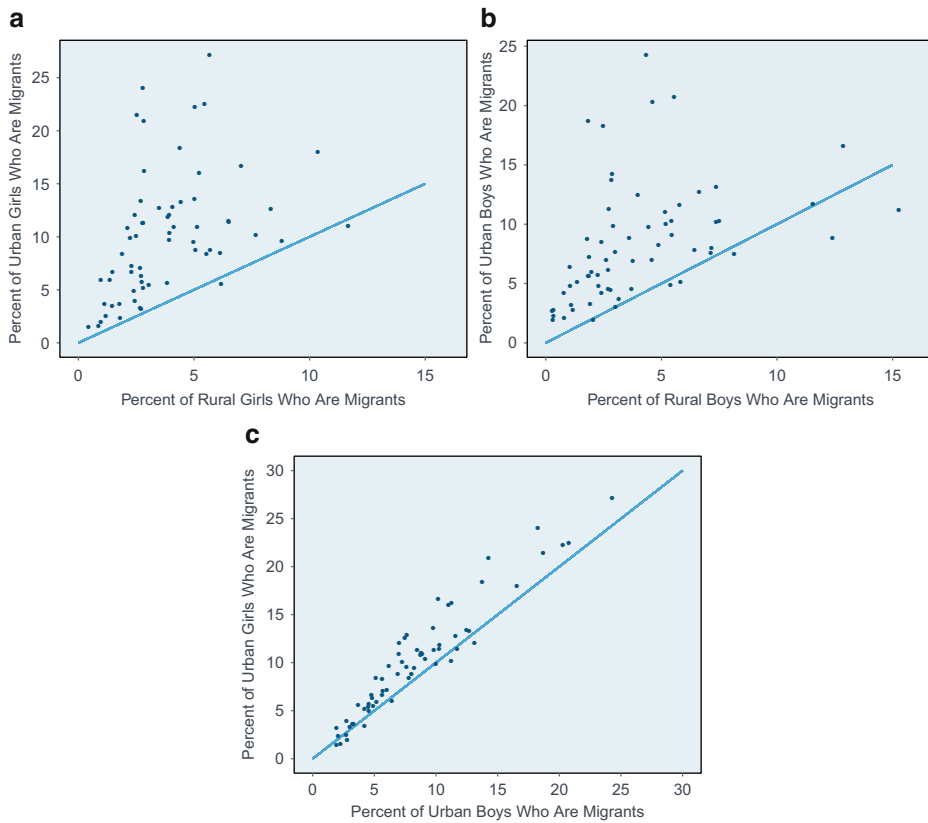 a
Percent of Urban Girls Who Are Migrants
25
20
15
10
5
0
0 5 10 15
Percent of Rural Girls Who Are Migrants
b
Percent of Urban Boys Who Are Migrants
25
20
15
10
5
0
0 5 10 15
Percent of Rural Boys Who Are Migrants
c
Percent of Urban Girls Who Are Migrants
30
25
20
15
10
5
0
0 5 10 15 20 25 30
Percent of Urban Boys Who Are Migrants